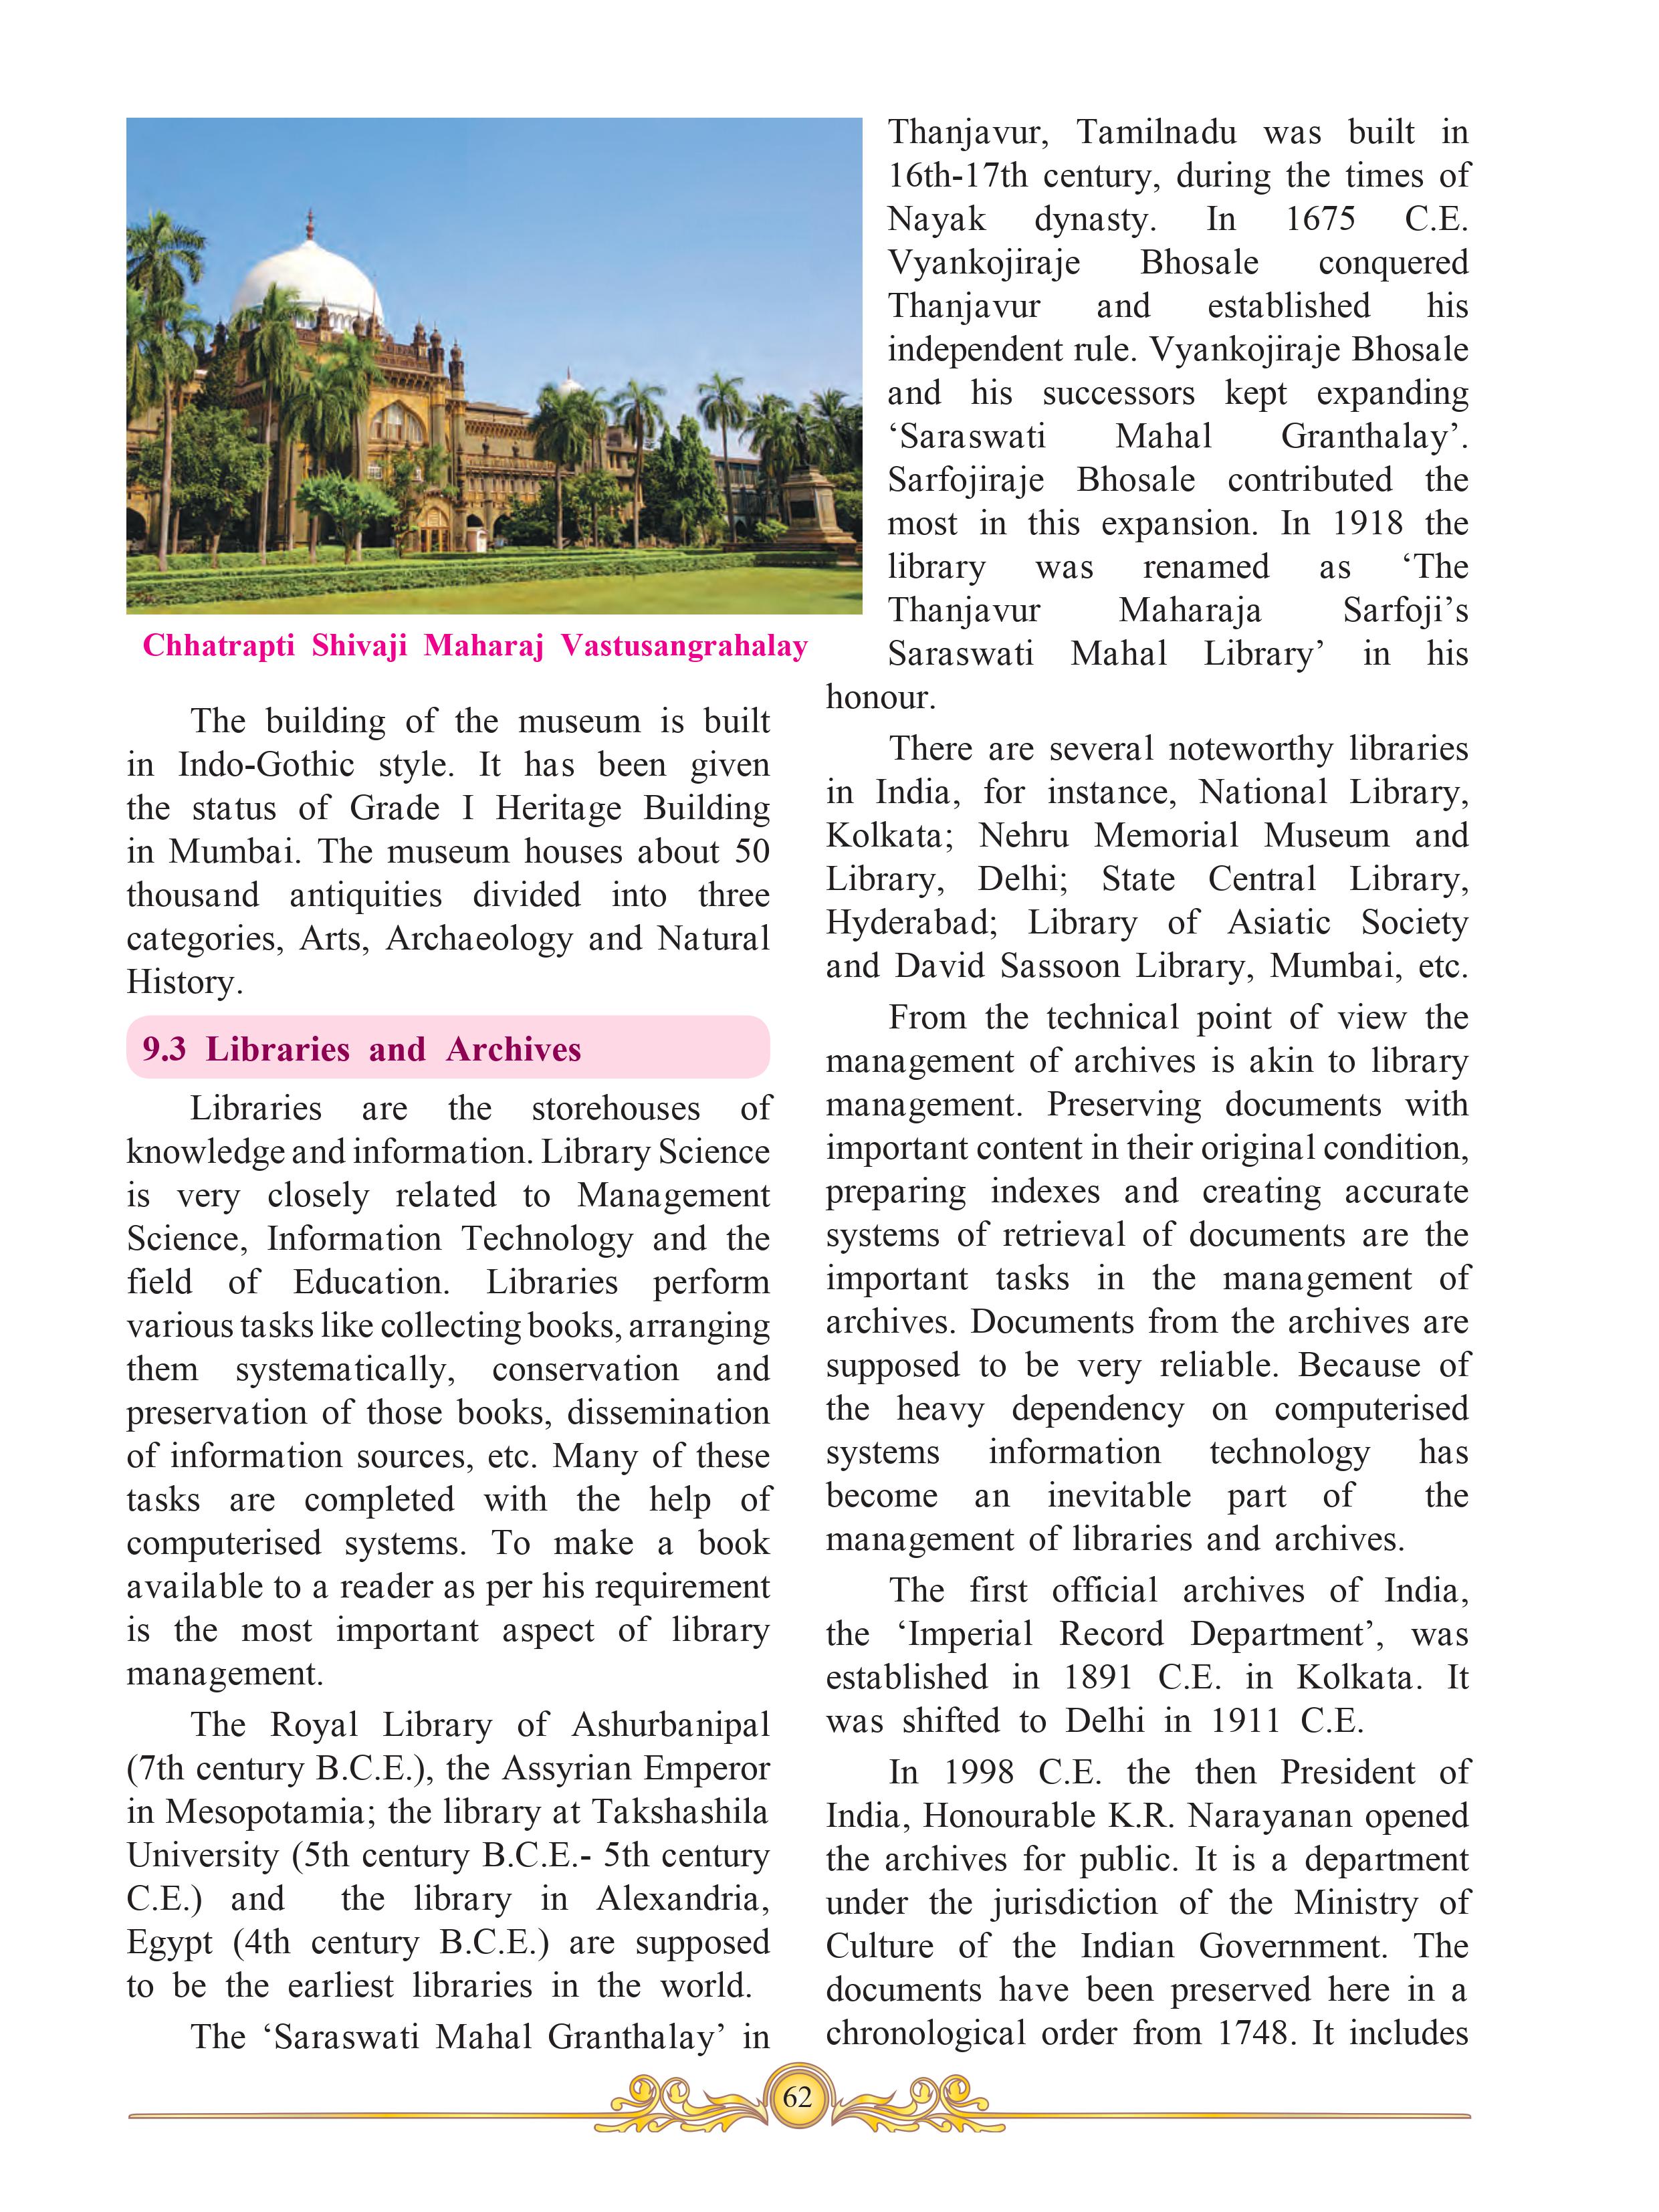 Chhatrapti Shivaji Maharaj Vastusangrahalay
The building of the museum is built
in Indo-Gothic style. It has been given
the status of Grade I Heritage Building
in Mumbai. The museum houses about 50
thousand antiquities divided into three
categories, Arts, Archaeology and Natural
History.
9.3 Libraries and Archives
Libraries are the storehouses of
knowledge and information. Library Science
is very closely related to Management
Science, Information Technology and the
field of Education. Libraries perform
various tasks like collecting books, arranging
them systematically, conservation and
preservation of those books, dissemination
of information sources, etc. Many of these
tasks are completed with the help of
computerised systems. To make a book
available to a reader as per his requirement
is the most important aspect of library
management.
The Royal Library of Ashurbanipal
(7th century B.C.E.), the Assyrian Emperor
in Mesopotamia; the library at Takshashila
University (5th century B.C.E.- 5th century
C.E.) and the library in Alexandria,
Egypt (4th century B.C.E.) are supposed
to be the earliest libraries in the world.
The ‘Saraswati Mahal Granthalay’ in
Thanjavur, Tamilnadu was built in
16th-17th century, during the times of
Nayak dynasty. In 1675 C.E.
Vyankojiraje Bhosale conquered
Thanjavur and established his
independent rule. Vyankojiraje Bhosale
and his successors kept expanding
‘Saraswati Mahal Granthalay’.
Sarfojiraje Bhosale contributed the
most in this expansion. In 1918 the
library was renamed as ‘The
Thanjavur Maharaja Sarfoji’s
Saraswati Mahal Library’ in his
honour.
There are several noteworthy libraries
in India, for instance, National Library,
Kolkata; Nehru Memorial Museum and
Library, Delhi; State Central Library,
Hyderabad; Library of Asiatic Society
and David Sassoon Library, Mumbai, etc.
From the technical point of view the
management of archives is akin to library
management. Preserving documents with
important content in their original condition,
preparing indexes and creating accurate
systems of retrieval of documents are the
important tasks in the management of
archives. Documents from the archives are
supposed to be very reliable. Because of
the heavy dependency on computerised
systems information technology has
become an inevitable part of the
management of libraries and archives.
The first official archives of India,
the ‘Imperial Record Department’, was
established in 1891 C.E. in Kolkata. It
was shifted to Delhi in 1911 C.E.
In 1998 C.E. the then President of
India, Honourable K.R. Narayanan opened
the archives for public. It is a department
under the jurisdiction of the Ministry of
Culture of the Indian Government. The
documents have been preserved here in a
chronological order from 1748. It includes
62